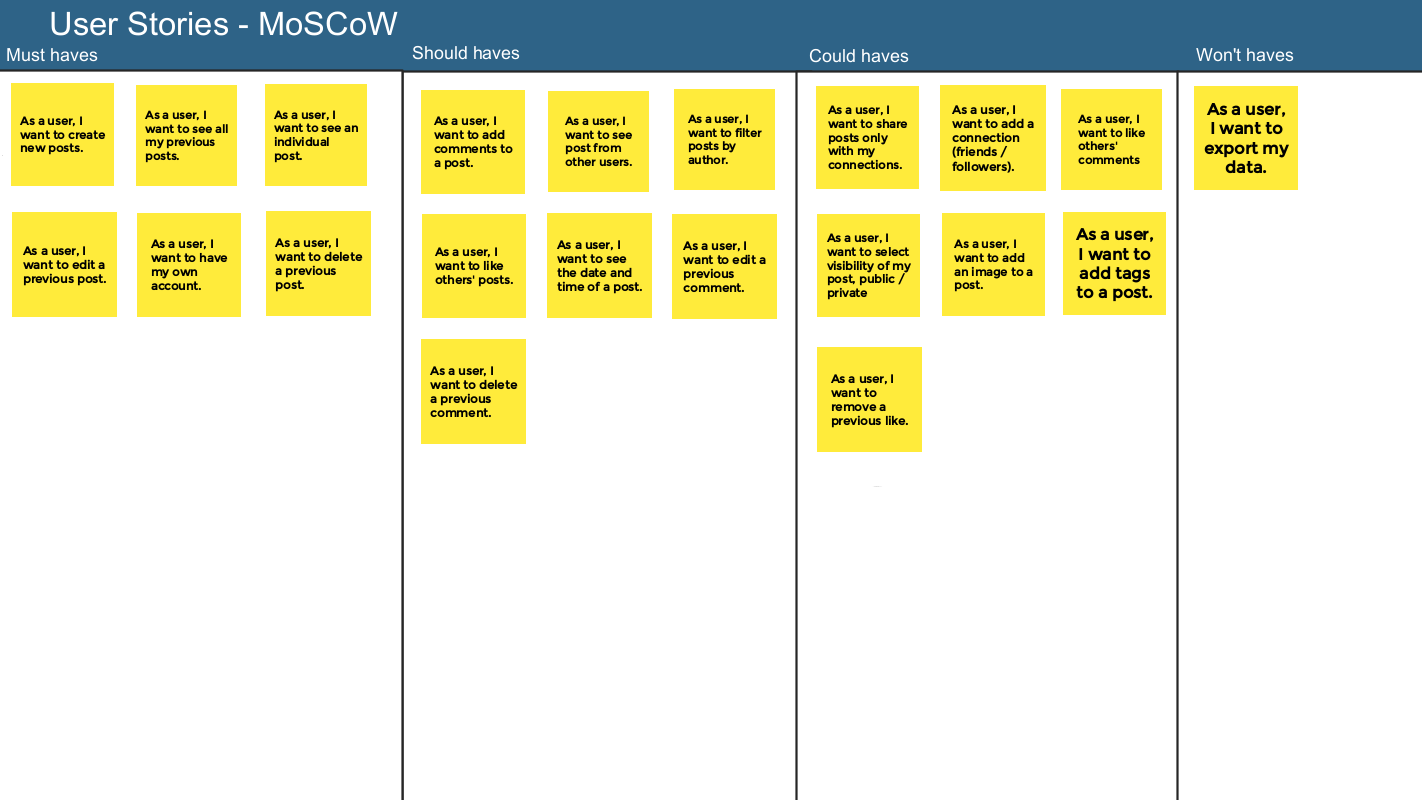 User Stories - MoSCoW
Must haves
Should haves
Could haves
Won't haves
As a user, I
want to create
new posts.
As a user, I
want to see all
my previous
posts.
As a user, I
want to see an
individual
post.
As a user, I
want to edit a
previous post.
As a user, I
want to have
my own
account.
As a user, I
want to delete
a previous
post.
As a user, I
want to add
comments to
a post.
As a user, I
want to see
post from
other users.
As a user, I
want to filter
posts by
author.
As a user, I
want to like
others' posts.
As a user, I
want to see
the date and
time of a post.
As a user, I
want to edit a
previous
comment.
As a user, I
want to delete
a previous
comment.
As a user, I
want to share
posts only
with my
connections.
As a user, I
want to add a
connection
(friends /
followers).
As a user, I
want to like
others'
comments
As a user, I
want to select
visibility of my
post, public /
private
As a user, I
want to add
an image to a
post.
As a user,
I want to
add tags
to a post.
As a user, I
want to
remove a
previous like.
As a user,
I want to
export my
data.